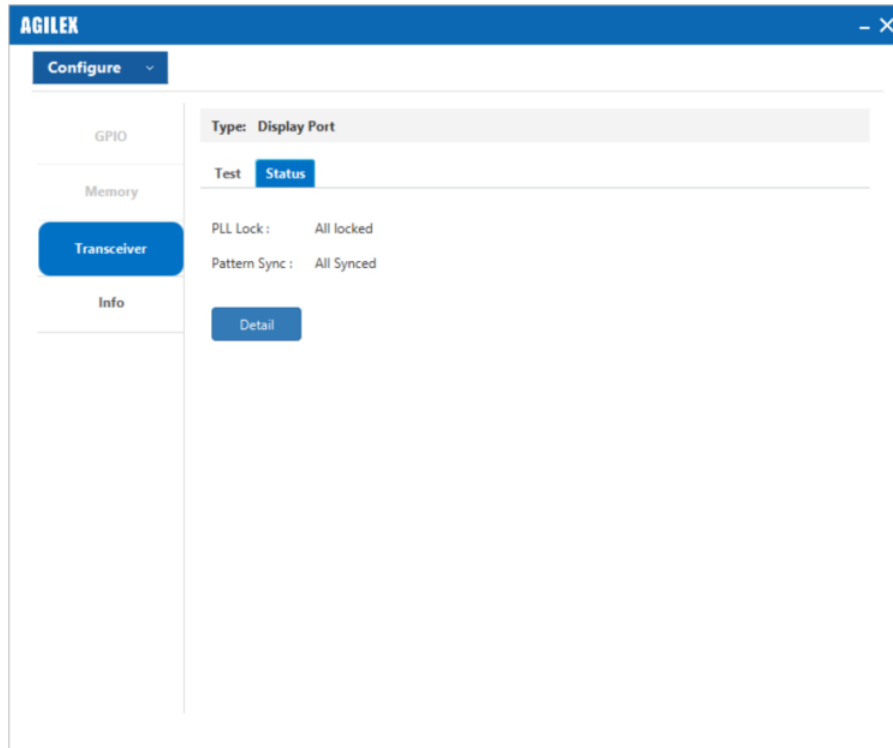 AGILEX
Configure
GPIO
Memory
Transceiver
Info
Type: Display Port
Test Status
PLL Lock : All locked
Pattern Sync : All Synced
Detail